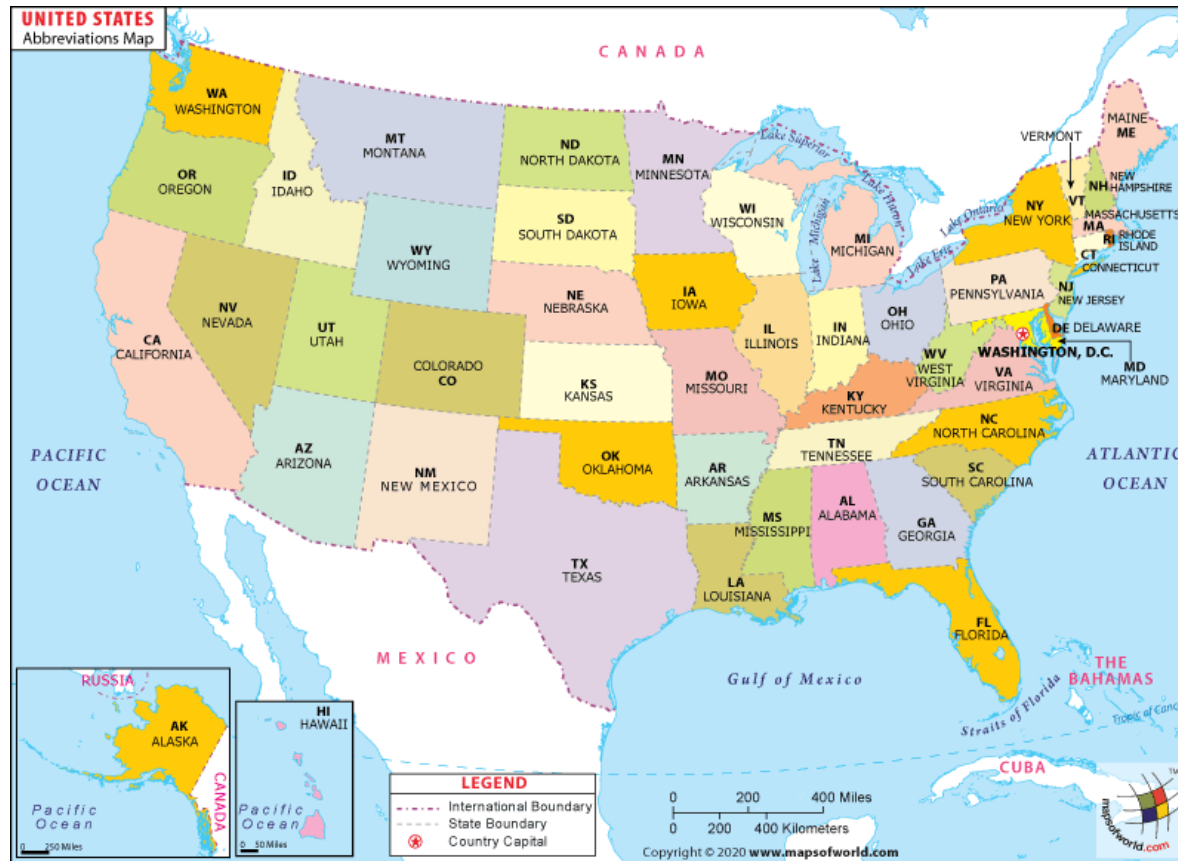 UNITED STATES
Abbreviations Map
CANADA
WA
WASHINGTON
OR
OREGON
ID
IDAHO
MT
MONTANA
ND
NORTH DAKOTA
MN
MINNESOTA
Lake Superior
MAINE
ME
VERMONT
SD
SOUTH DAKOTA
WI
WISCONSIN
Lake Michigan
Lake Huron
MI
MICHIGAN
Lake Ontario
NY
NEW YORK
VT
NH
NEW
HAMPSHIRE
MASSACHUSETTS
MA
RI
RHODE
ISLAND
CT
CONNECTICUT
WY
WYOMING
Lake Erie
NE
NEBRASKA
IA
IOWA
PA
PENNSYLVANIA
NJ
NEW JERSEY
NV
NEVADA
UT
UTAH
COLORADO
CO
IL
ILLINOIS
IN
INDIANA
OH
OHIO
DE DELAWARE
WASHINGTON, D.C.
CA
CALIFORNIA
KS
KANSAS
MO
MISSOURI
WV
WEST
VIRGINIA
VA
VIRGINIA
MD
MARYLAND
KY
KENTUCKY
AZ
ARIZONA
NM
NEW MEXICO
OK
OKLAHOMA
AR
ARKANSAS
TN
TENNESSEE
NC
NORTH CAROLINA
SC
SOUTH CAROLINA
PACIFIC
OCEAN
ATLANTIC
OCEAN
MS
MISSISSIPPI
AL
ALABAMA
GA
GEORGIA
TX
TEXAS
LA
LOUISIANA
FL
FLORIDA
MEXICO
Gulf of Mexico
THE
BAHAMAS
Straits of Florida
Tropic of Canc
CUBA
RUSSIA
AK
ALASKA
CANADA
Pacific
Ocean
0 250 Miles
HI
HAWAII
Pacific
Ocean
0 50 Miles
LEGEND
International Boundary
State Boundary
Country Capital
0 200 400 Miles
0 200 400 Kilometers
Copyright © 2020 www.mapsofworld.com
mapsofworld.com
TM